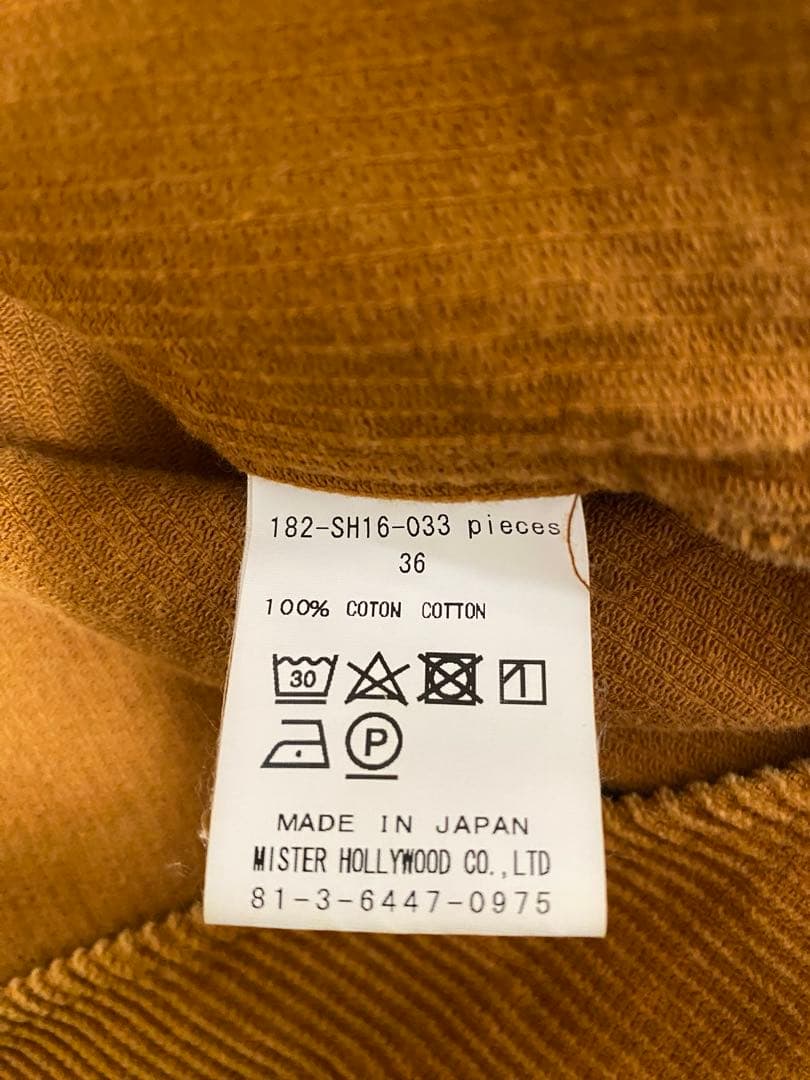 182-SH16-033 pieces
36
100% COTON COTTON
30
P
MADE IN JAPAN
MISTER HOLLYWOOD CO.,LTD
81-3-6447-0975